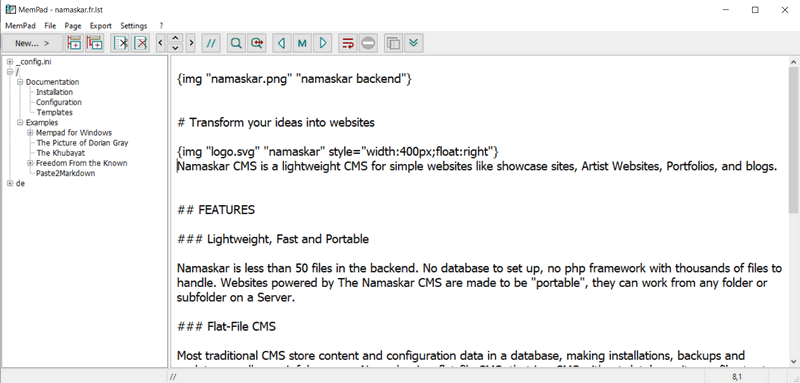 MemPad - namaskar.fr.lst
MemPad File Page Export Settings ?
New... >
//
M
_config.ini
/
Documentation
Installation
Configuration
Templates
Examples
Mempad for Windows
The Picture of Dorian Gray
The Khubayat
Freedom From the Known
Paste2Markdown
de
{img "namaskar.png" "namaskar backend"}
# Transform your ideas into websites
{img "logo.svg" "namaskar" style="width:400px;float:right"}
Namaskar CMS is a lightweight CMS for simple websites like showcase sites, Artist Websites, Portfolios, and blogs.
## FEATURES
### Lightweight, Fast and Portable
Namaskar is less than 50 files in the backend. No database to set up, no php framework with thousands of files to
handle. Websites powered by The Namaskar CMS are made to be "portable", they can work from any folder or
subfolder on a Server.
### Flat-File CMS
Most traditional CMS store content and configuration data in a database, making installations, backups and
//
8,1